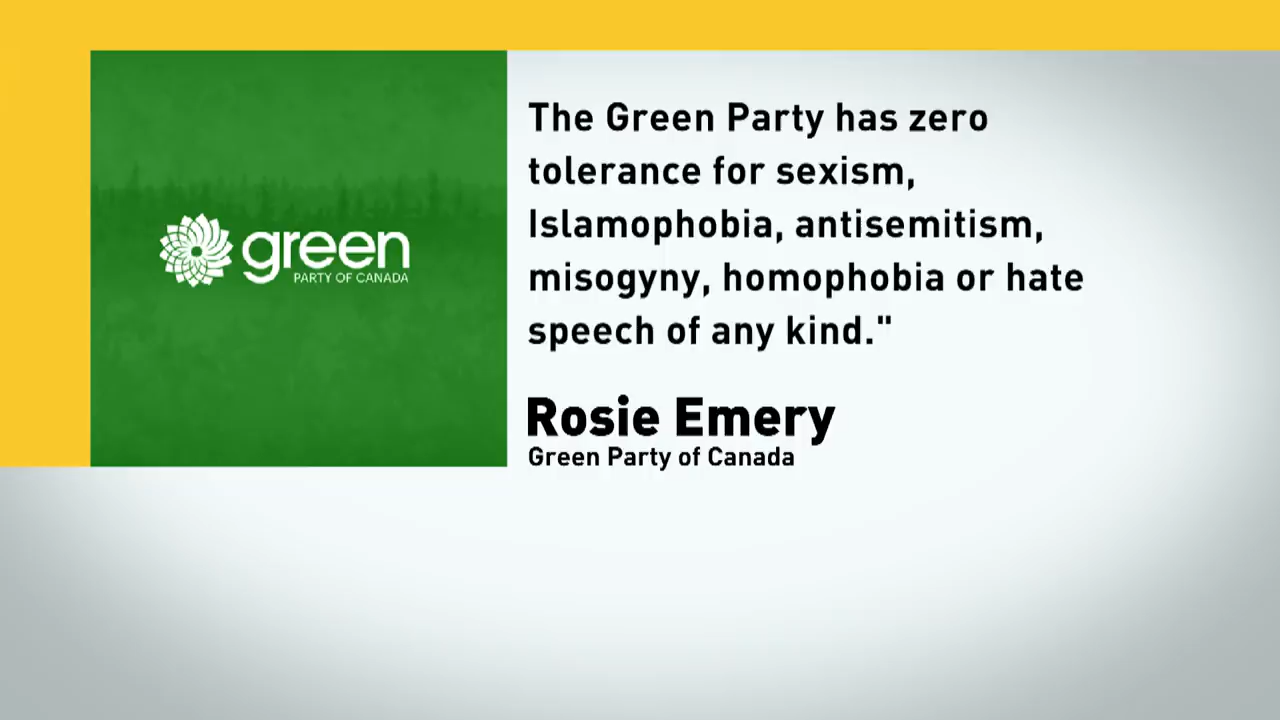 green
PARTY OF CANADA
The Green Party has zero
tolerance for sexism,
Islamophobia, antisemitism,
misogyny, homophobia or hate
speech of any kind."
Rosie Emery
Green Party of Canada